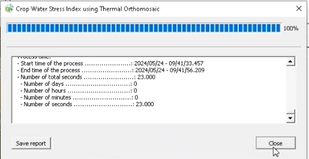 Crop Water Stress Index using Thermal Orthomosaic
100%
- Start time of the process ........................: 2024/05/24 - 09/41/33.457
- End time of the process ..........................: 2024/05/24 - 09/41/56.209
- Number of total seconds ........................: 23.000
- Number of days ..............................: 0
- Number of hours ............................: 0
- Number of minutes ........................: 0
- Number of seconds ........................: 23.000
Save report
Close